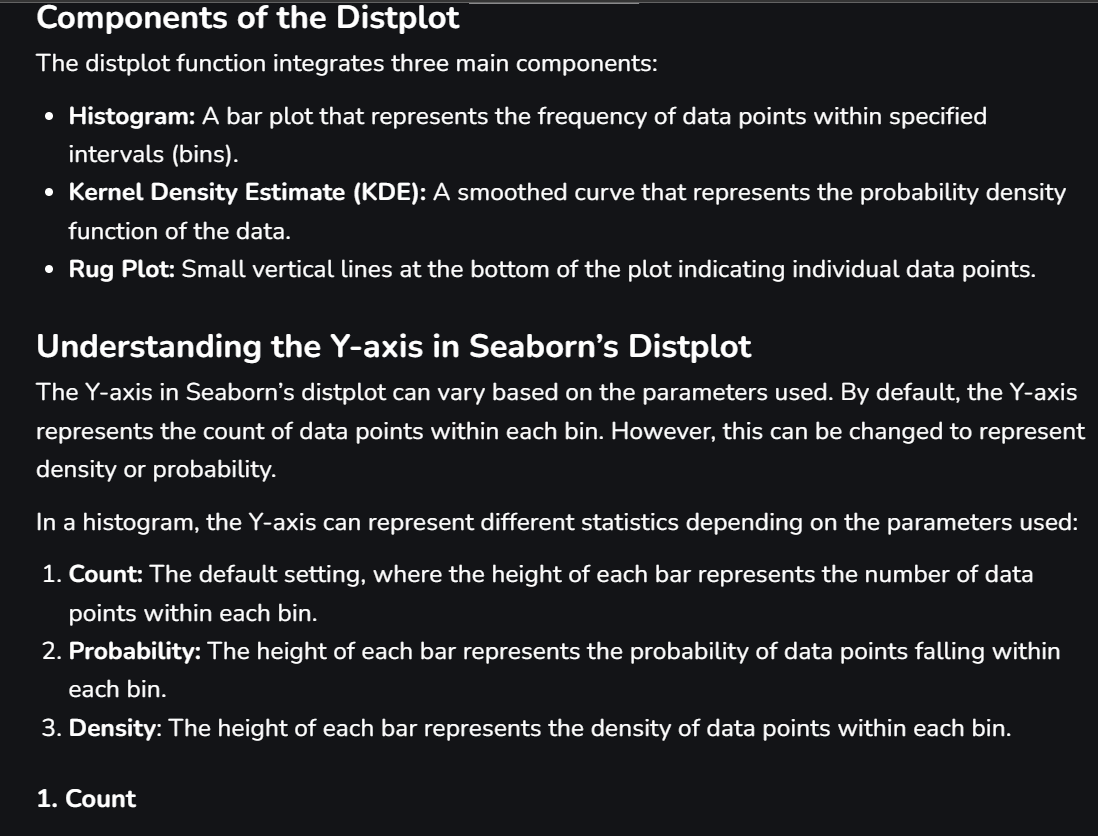 Components of the Distplot
The distplot function integrates three main components:
• Histogram: A bar plot that represents the frequency of data points within specified
intervals (bins).
• Kernel Density Estimate (KDE): A smoothed curve that represents the probability density
function of the data.
• Rug Plot: Small vertical lines at the bottom of the plot indicating individual data points.
Understanding the Y-axis in Seaborn’s Distplot
The Y-axis in Seaborn’s distplot can vary based on the parameters used. By default, the Y-axis
represents the count of data points within each bin. However, this can be changed to represent
density or probability.
In a histogram, the Y-axis can represent different statistics depending on the parameters used:
1. Count: The default setting, where the height of each bar represents the number of data
points within each bin.
2. Probability: The height of each bar represents the probability of data points falling within
each bin.
3. Density: The height of each bar represents the density of data points within each bin.
1. Count